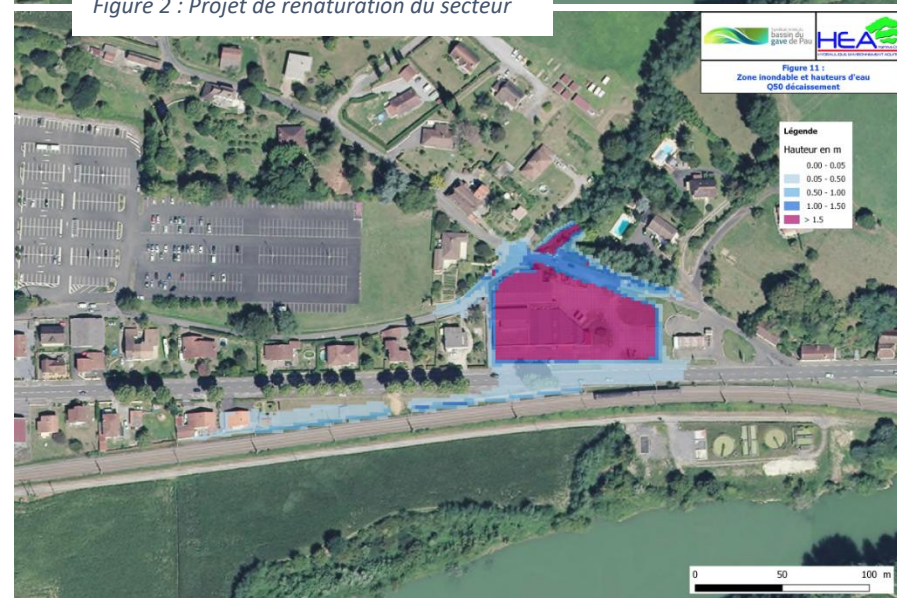 Figure 2 : Projet de renaturation du secteur
bassin du
gave de Pau
HEA
Figure 11 :
Zone inondable et hauteurs d'eau
Q50 décaissement
Légende
Hauteur en m
0.00 - 0.05
0.05 - 0.50
0.50 - 1.00
1.00 - 1.50
> 1.5
0 50 100 m